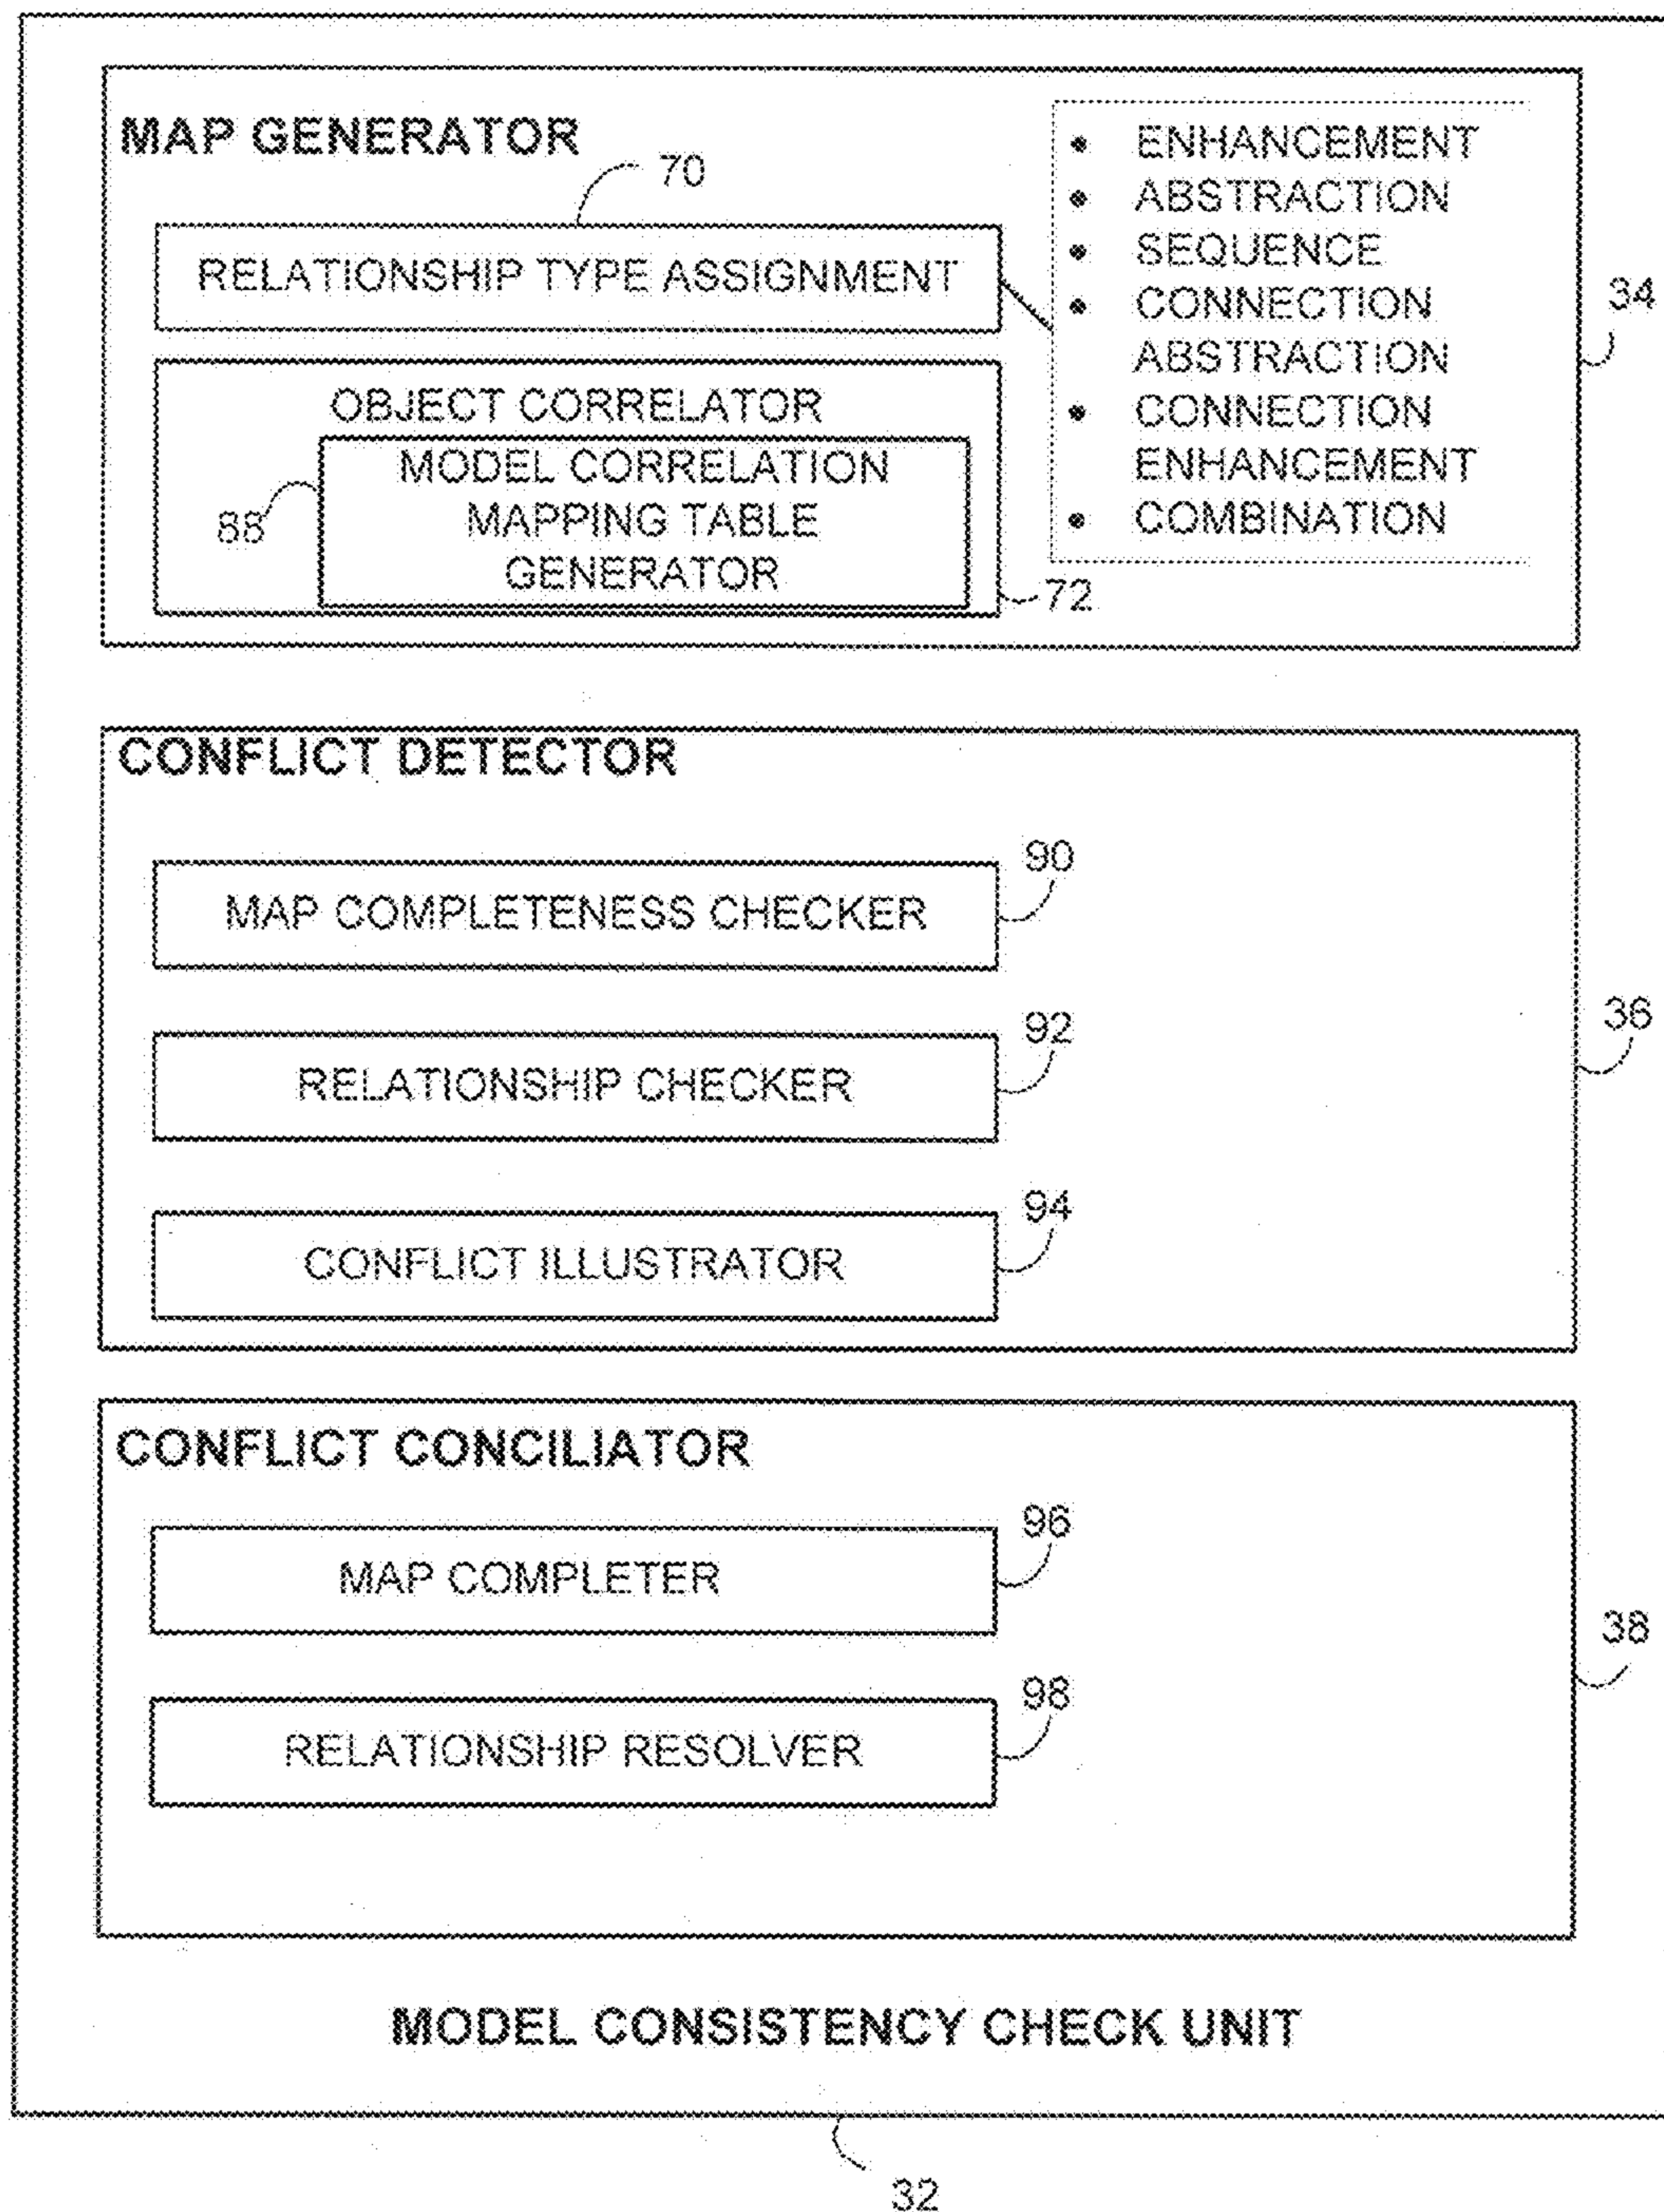 MAP GENERATOR
70
RELATIONSHIP TYPE ASSIGNMENT
• ENHANCEMENT
• ABSTRACTION
• SEQUENCE
• CONNECTION
ABSTRACTION
• CONNECTION
ENHANCEMENT
• COMBINATION
34
OBJECT CORRELATOR
MODEL CORRELATION
MAPPING TABLE
GENERATOR
88
72
CONFLICT DETECTOR
90
MAP COMPLETENESS CHECKER
92
RELATIONSHIP CHECKER
36
94
CONFLICT ILLUSTRATOR
CONFLICT CONCILIATOR
96
MAP COMPLETER
38
98
RELATIONSHIP RESOLVER
MODEL CONSISTENCY CHECK UNIT
32